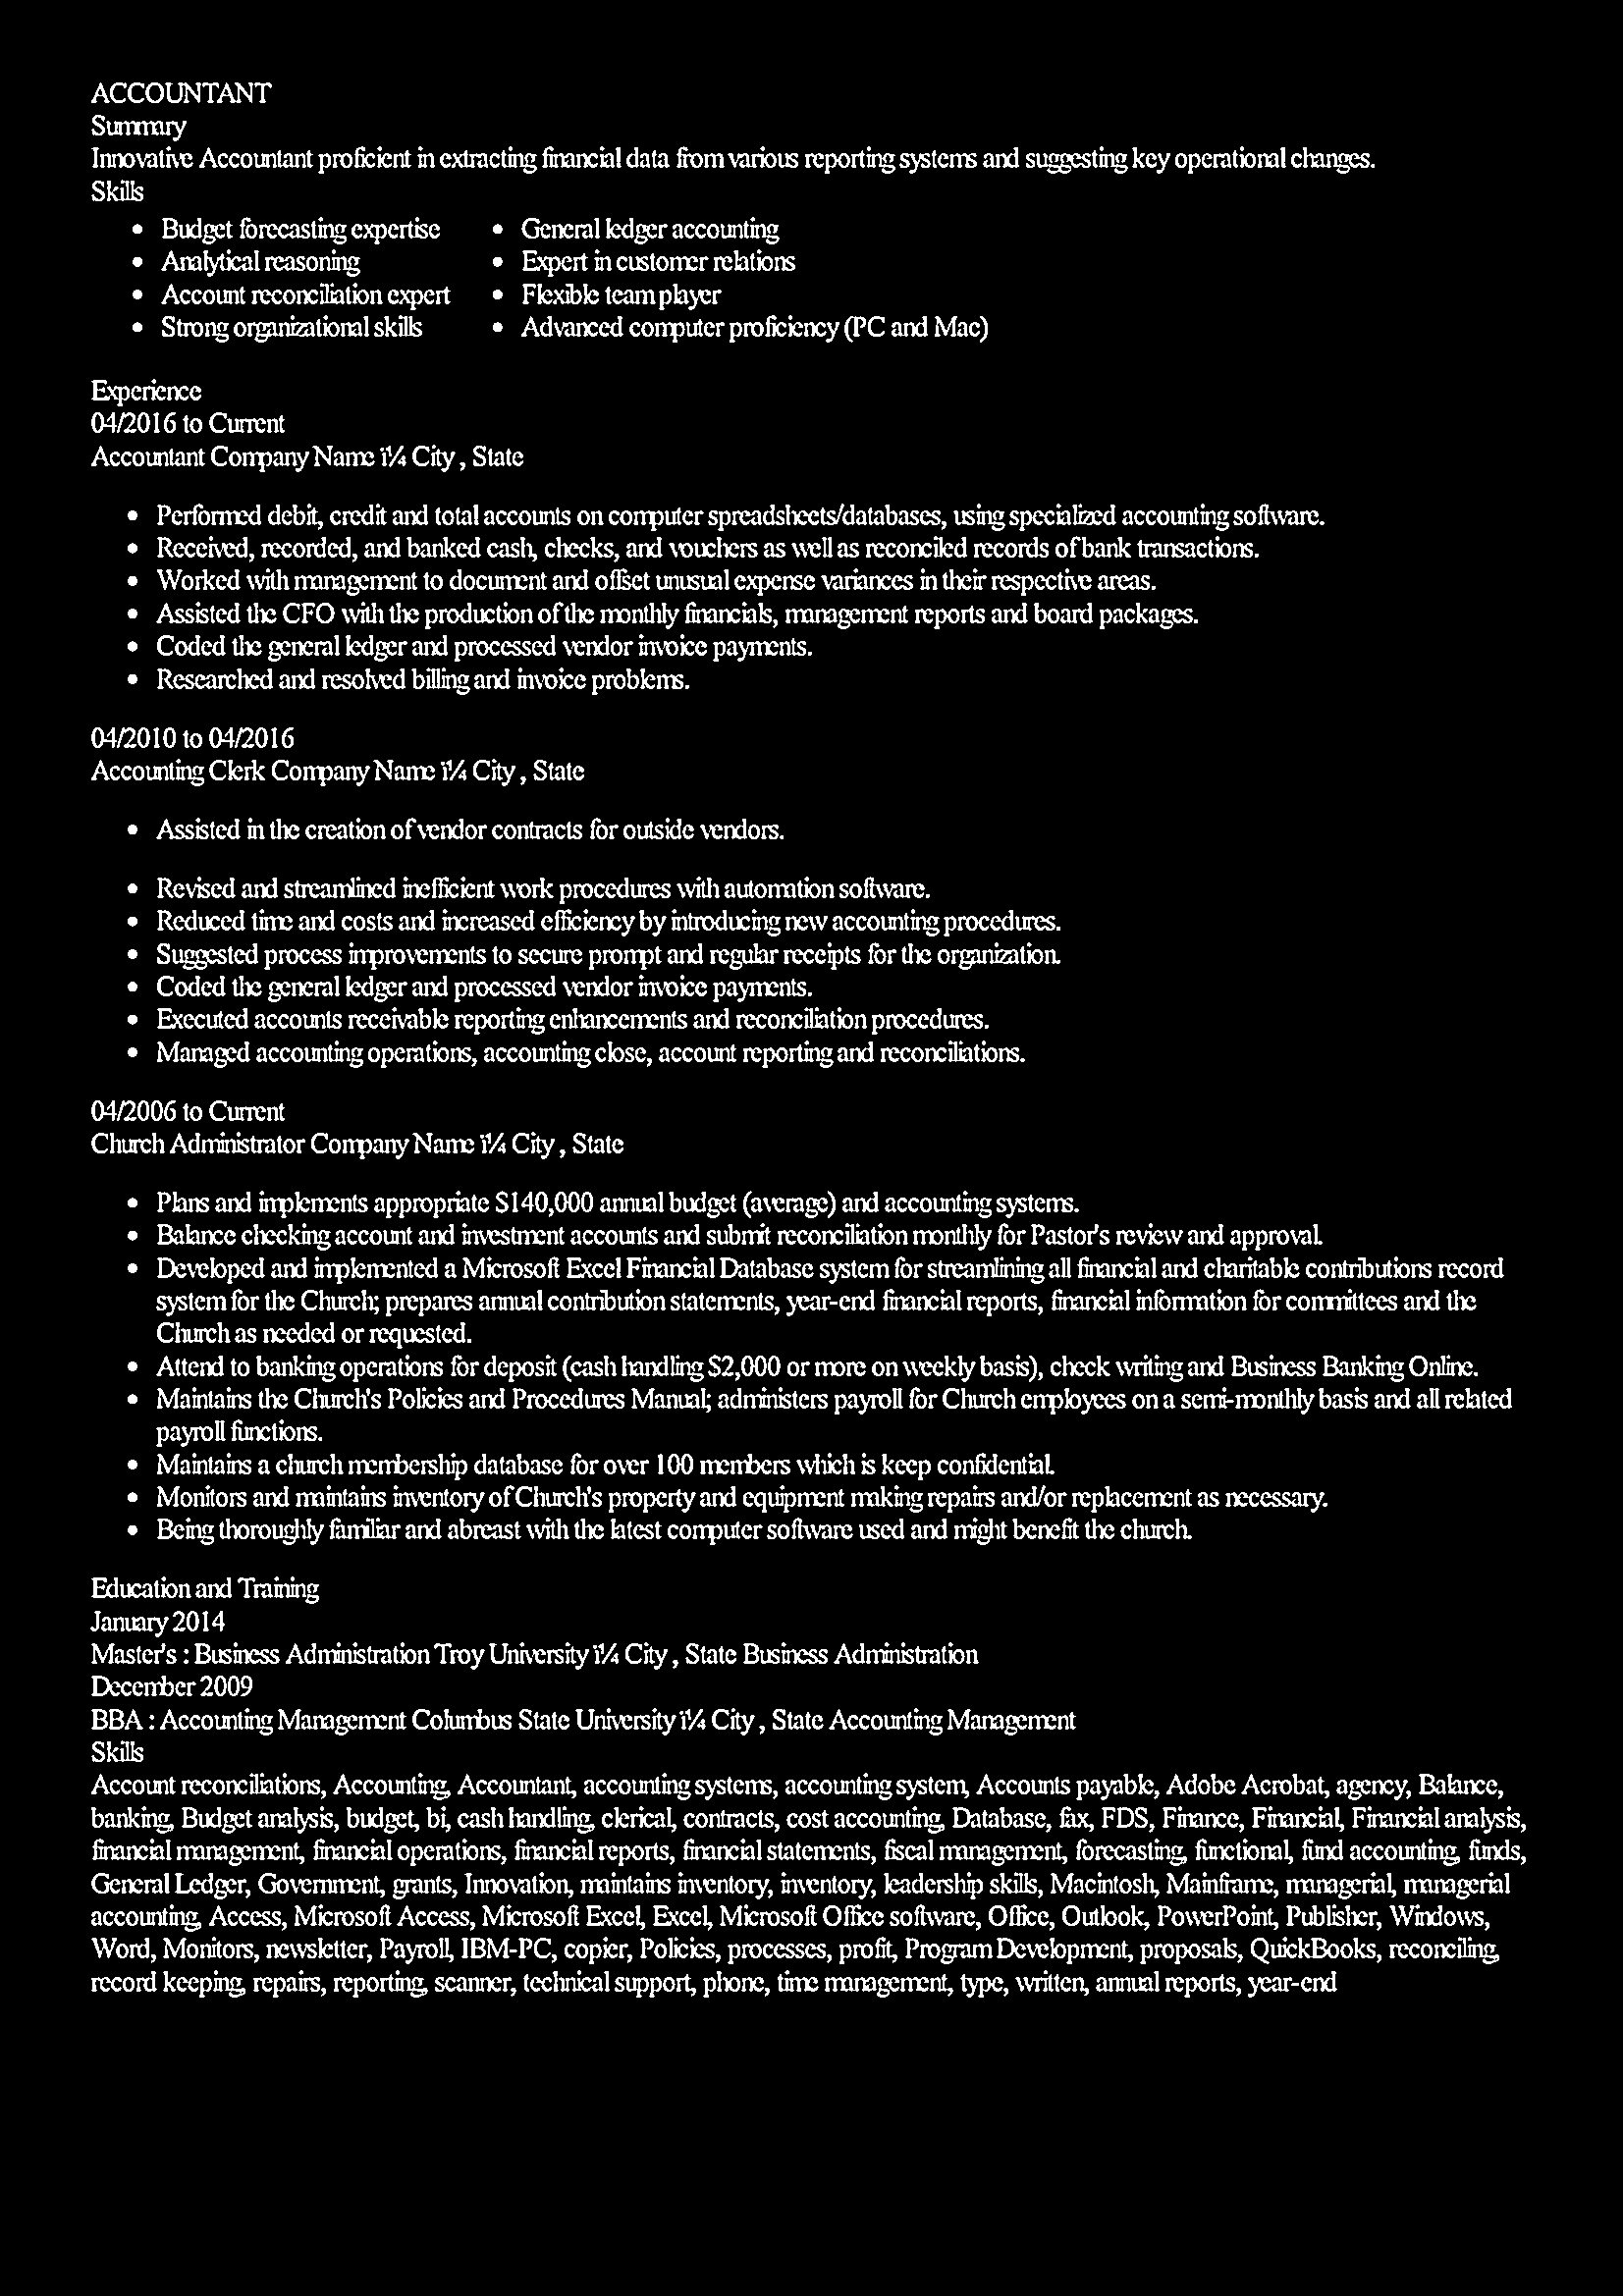 ACCOUNTANT
Summary
Innovative Accountant proficient in extracting financial data from various reporting systems and suggesting key operational changes.
Skills
• Budget forecasting expertise
• Analytical reasoning
• Account reconciliation expert
• Strong organizational skills
• General ledger accounting
• Expert in customer relations
• Flexible team player
• Advanced computer proficiency (PC and Mac)
Experience
04/2016 to Current
Accountant Company Name ï¼ City , State
• Performed debit, credit and total accounts on computer spreadsheets/databases, using specialized accounting software.
• Received, recorded, and banked cash, checks, and vouchers as well as reconciled records of bank transactions.
• Worked with management to document and offset unusual expense variances in their respective areas.
• Assisted the CFO with the production of the monthly financials, management reports and board packages.
• Coded the general ledger and processed vendor invoice payments.
• Researched and resolved billing and invoice problems.
04/2010 to 04/2016
Accounting Clerk Company Name ï¼ City , State
• Assisted in the creation of vendor contracts for outside vendors.
• Revised and streamlined inefficient work procedures with automation software.
• Reduced time and costs and increased efficiency by introducing new accounting procedures.
• Suggested process improvements to secure prompt and regular receipts for the organization.
• Coded the general ledger and processed vendor invoice payments.
• Executed accounts receivable reporting enhancements and reconciliation procedures.
• Managed accounting operations, accounting close, account reporting and reconciliations.
04/2006 to Current
Church Administrator Company Name ï¼ City , State
• Plans and implements appropriate $140,000 annual budget (average) and accounting systems.
• Balance checking account and investment accounts and submit reconciliation monthly for Pastor's review and approval.
• Developed and implemented a Microsoft Excel Financial Database system for streamlining all financial and charitable contributions record
system for the Church; prepares annual contribution statements, year-end financial reports, financial information for committees and the
Church as needed or requested.
• Attend to banking operations for deposit (cash handling $2,000 or more on weekly basis), check writing and Business Banking Online.
• Maintains the Church's Policies and Procedures Manual; administers payroll for Church employees on a semi-monthly basis and all related
payroll functions.
• Maintains a church membership database for over 100 members which is keep confidential.
• Monitors and maintains inventory of Church's property and equipment making repairs and/or replacement as necessary.
• Being thoroughly familiar and abreast with the latest computer software used and might benefit the church.
Education and Training
January 2014
Master's : Business Administration Troy University ï¼ City , State Business Administration
December 2009
BBA : Accounting Management Columbus State University ï¼ City , State Accounting Management
Skills
Account reconciliations, Accounting, Accountant, accounting systems, accounting system, Accounts payable, Adobe Acrobat, agency, Balance,
banking, Budget analysis, budget, bi, cash handling, clerical, contracts, cost accounting, Database, fax, FDS, Finance, Financial, Financial analysis,
financial management, financial operations, financial reports, financial statements, fiscal management, forecasting, functional, fund accounting, funds,
General Ledger, Government, grants, Innovation, maintains inventory, inventory, leadership skills, Macintosh, Mainframe, managerial, managerial
accounting, Access, Microsoft Access, Microsoft Excel, Excel, Microsoft Office software, Office, Outlook, PowerPoint, Publisher, Windows,
Word, Monitors, newsletter, Payroll, IBM-PC, copier, Policies, processes, profit, Program Development, proposals, QuickBooks, reconciling,
record keeping, repairs, reporting, scanner, technical support, phone, time management, type, written, annual reports, year-end